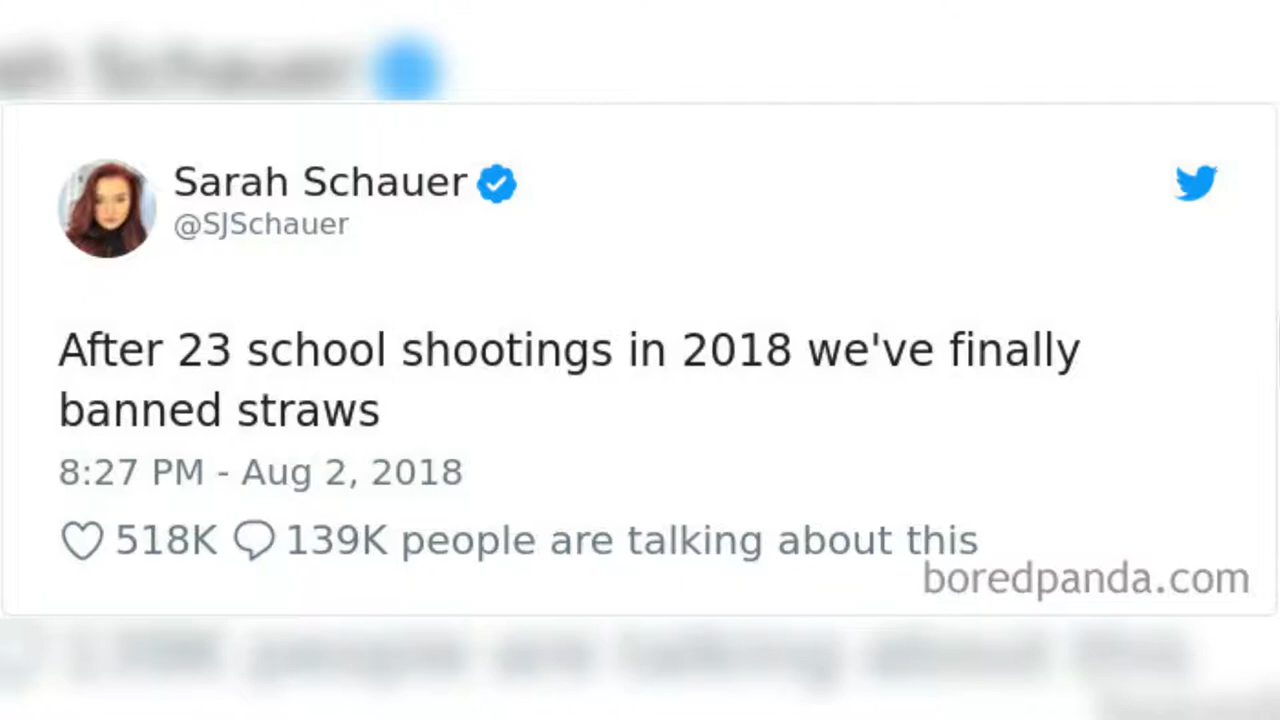 Sarah Schauer
@SJSchauer
After 23 school shootings in 2018 we've finally
banned straws
8:27 PM - Aug 2, 2018
518K 139K people are talking about this
boredpanda.com